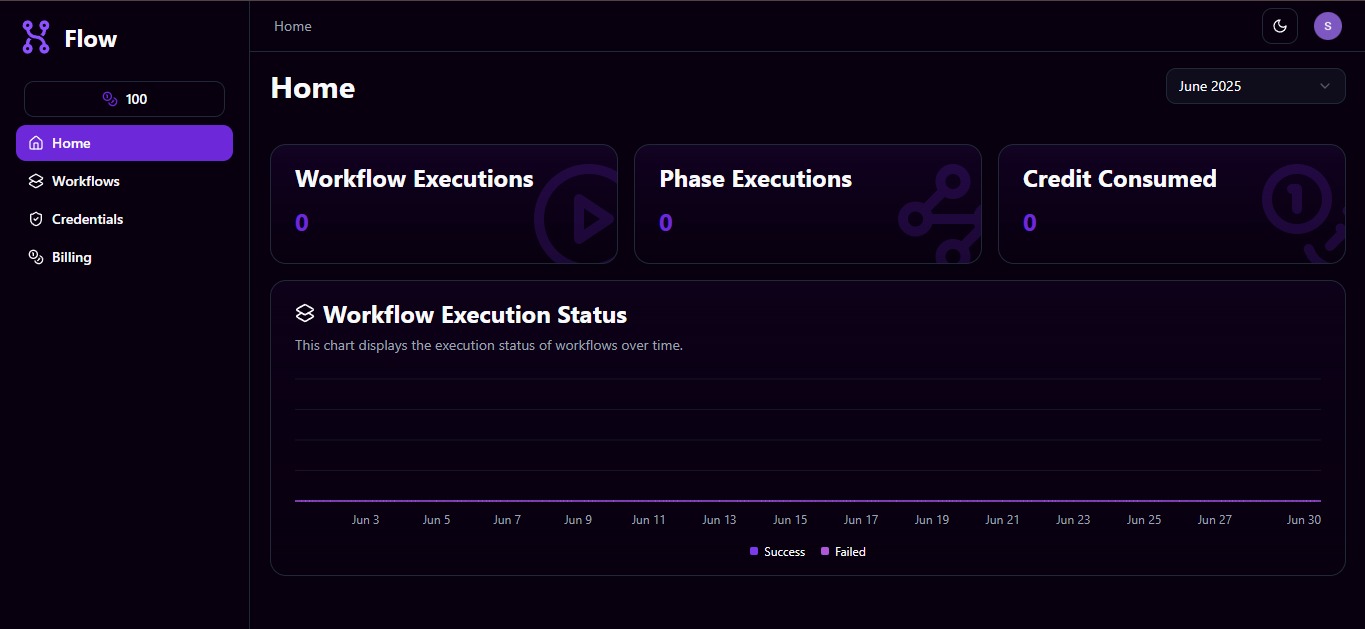 Flow
100
Home
Workflows
Credentials
Billing
Home
S
Home
June 2025
Workflow Executions
0
Phase Executions
0
Credit Consumed
0
Workflow Execution Status
This chart displays the execution status of workflows over time.
Jun 3 Jun 5 Jun 7 Jun 9 Jun 11 Jun 13 Jun 15 Jun 17 Jun 19 Jun 21 Jun 23 Jun 25 Jun 27 Jun 30
Success Failed